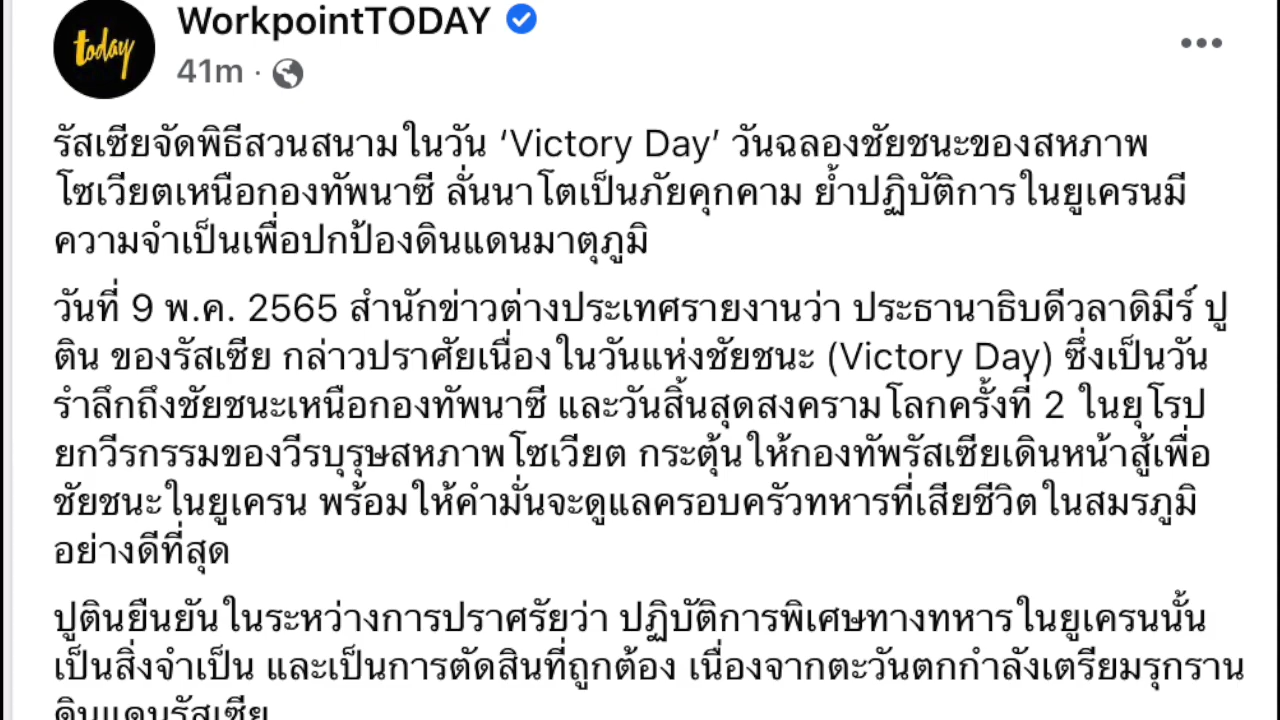 today
WorkpointTODAY
41m ·
รัสเซียจัดพิธีสวนสนามในวัน ‘Victory Day’ วันฉลองชัยชนะของสหภาพ
โซเวียตเหนือกองทัพนาซี ลั่นนาโตเป็นภัยคุกคาม ย้ำปฏิบัติการในยูเครนมี
ความจำเป็นเพื่อปกป้องดินแดนมาตุภูมิ
วันที่ 9 พ.ค. 2565 สำนักข่าวต่างประเทศรายงานว่า ประธานาธิบดีวลาดิมีร์ ปู
ติน ของรัสเซีย กล่าวปราศัยเนื่องในวันแห่งชัยชนะ (Victory Day) ซึ่งเป็นวัน
รำลึกถึงชัยชนะเหนือกองทัพนาซี และวันสิ้นสุดสงครามโลกครั้งที่ 2 ในยุโรป
ยกวีรกรรมของวีรบุรุษสหภาพโซเวียต กระตุ้นให้กองทัพรัสเซียเดินหน้าสู้เพื่อ
ชัยชนะในยูเครน พร้อมให้คำมั่นจะดูแลครอบครัวทหารที่เสียชีวิตในสมรภูมิ
อย่างดีที่สุด
ปูตินยืนยันในระหว่างการปราศรัยว่า ปฏิบัติการพิเศษทางทหารในยูเครนนั้น
เป็นสิ่งจำเป็น และเป็นการตัดสินที่ถูกต้อง เนื่องจากตะวันตกกำลังเตรียมรุกราน
ดินแดนรัสเซีย